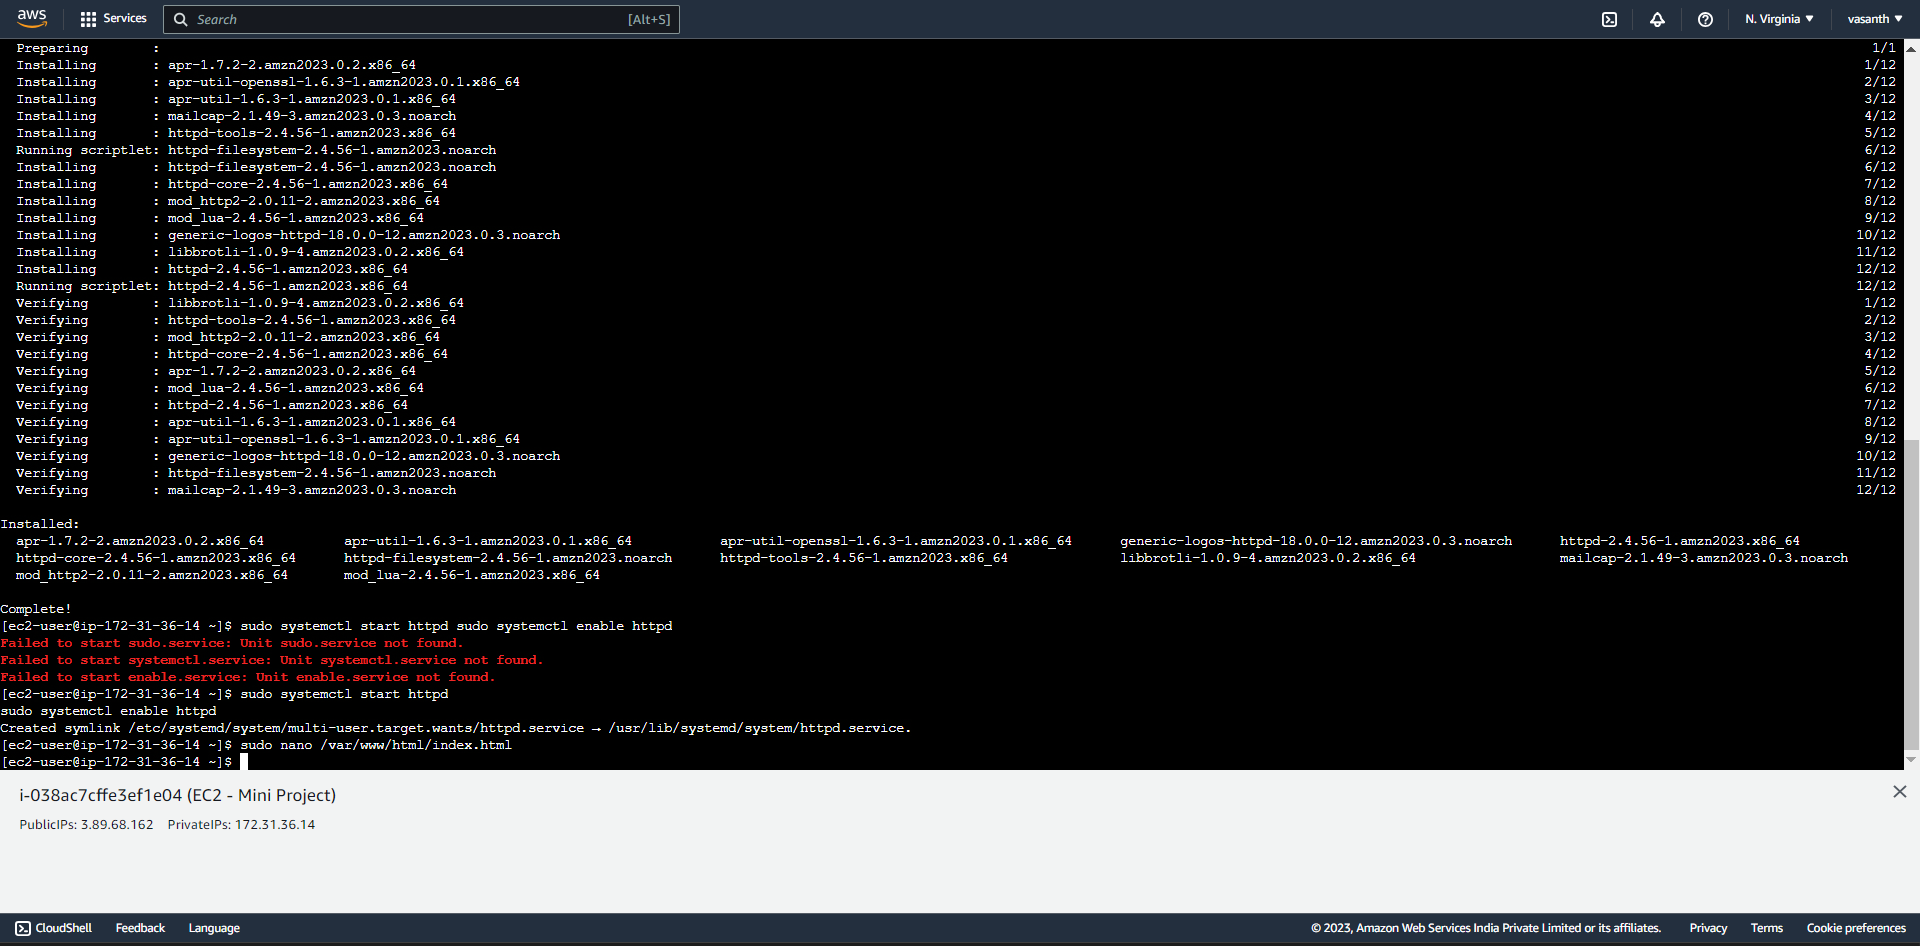 aws Services Search [Alt+S] N. Virginia ▼ vasanth ▼
Preparing : 1/1
Installing : apr-1.7.2-2.amzn2023.0.2.x86_64 1/12
Installing : apr-util-openssl-1.6.3-1.amzn2023.0.1.x86_64 2/12
Installing : apr-util-1.6.3-1.amzn2023.0.1.x86_64 3/12
Installing : mailcap-2.1.49-3.amzn2023.0.3.noarch 4/12
Installing : httpd-tools-2.4.56-1.amzn2023.x86_64 5/12
Running scriptlet: httpd-filesystem-2.4.56-1.amzn2023.noarch 6/12
Installing : httpd-filesystem-2.4.56-1.amzn2023.noarch 6/12
Installing : httpd-core-2.4.56-1.amzn2023.x86_64 7/12
Installing : mod_http2-2.0.11-2.amzn2023.x86_64 8/12
Installing : mod_lua-2.4.56-1.amzn2023.x86_64 9/12
Installing : generic-logos-httpd-18.0.0-12.amzn2023.0.3.noarch 10/12
Installing : libbrotli-1.0.9-4.amzn2023.0.2.x86_64 11/12
Installing : httpd-2.4.56-1.amzn2023.x86_64 12/12
Running scriptlet: httpd-2.4.56-1.amzn2023.x86_64 12/12
Verifying : libbrotli-1.0.9-4.amzn2023.0.2.x86_64 1/12
Verifying : httpd-tools-2.4.56-1.amzn2023.x86_64 2/12
Verifying : mod_http2-2.0.11-2.amzn2023.x86_64 3/12
Verifying : httpd-core-2.4.56-1.amzn2023.x86_64 4/12
Verifying : apr-1.7.2-2.amzn2023.0.2.x86_64 5/12
Verifying : mod_lua-2.4.56-1.amzn2023.x86_64 6/12
Verifying : httpd-2.4.56-1.amzn2023.x86_64 7/12
Verifying : apr-util-1.6.3-1.amzn2023.0.1.x86_64 8/12
Verifying : apr-util-openssl-1.6.3-1.amzn2023.0.1.x86_64 9/12
Verifying : generic-logos-httpd-18.0.0-12.amzn2023.0.3.noarch 10/12
Verifying : httpd-filesystem-2.4.56-1.amzn2023.noarch 11/12
Verifying : mailcap-2.1.49-3.amzn2023.0.3.noarch 12/12
Installed:
apr-1.7.2-2.amzn2023.0.2.x86_64 apr-util-1.6.3-1.amzn2023.0.1.x86_64 apr-util-openssl-1.6.3-1.amzn2023.0.1.x86_64 generic-logos-httpd-18.0.0-12.amzn2023.0.3.noarch httpd-2.4.56-1.amzn2023.x86_64
httpd-core-2.4.56-1.amzn2023.x86_64 httpd-filesystem-2.4.56-1.amzn2023.noarch httpd-tools-2.4.56-1.amzn2023.x86_64 libbrotli-1.0.9-4.amzn2023.0.2.x86_64 mailcap-2.1.49-3.amzn2023.0.3.noarch
mod_http2-2.0.11-2.amzn2023.x86_64 mod_lua-2.4.56-1.amzn2023.x86_64
Complete!
[ec2-user@ip-172-31-36-14 ~]$ sudo systemctl start httpd sudo systemctl enable httpd
Failed to start sudo.service: Unit sudo.service not found.
Failed to start systemctl.service: Unit systemctl.service not found.
Failed to start enable.service: Unit enable.service not found.
[ec2-user@ip-172-31-36-14 ~]$ sudo systemctl start httpd
sudo systemctl enable httpd
Created symlink /etc/systemd/system/multi-user.target.wants/httpd.service → /usr/lib/systemd/system/httpd.service.
[ec2-user@ip-172-31-36-14 ~]$ sudo nano /var/www/html/index.html
[ec2-user@ip-172-31-36-14 ~]$
i-038ac7cffe3ef1e04 (EC2 - Mini Project)
PublicIPs: 3.89.68.162 PrivateIPs: 172.31.36.14
CloudShell Feedback Language © 2023, Amazon Web Services India Private Limited or its affiliates. Privacy Terms Cookie preferences